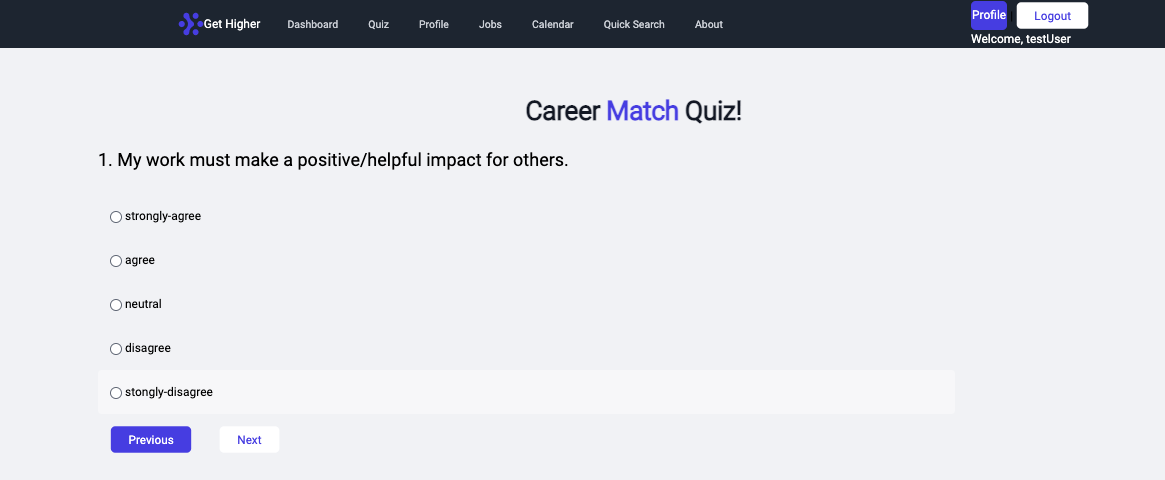 Get Higher Dashboard Quiz Profile Jobs Calendar Quick Search About Profile | Logout
Welcome, testUser
Career Match Quiz!
1. My work must make a positive/helpful impact for others.
strongly-agree
agree
neutral
disagree
stongly-disagree
Previous Next